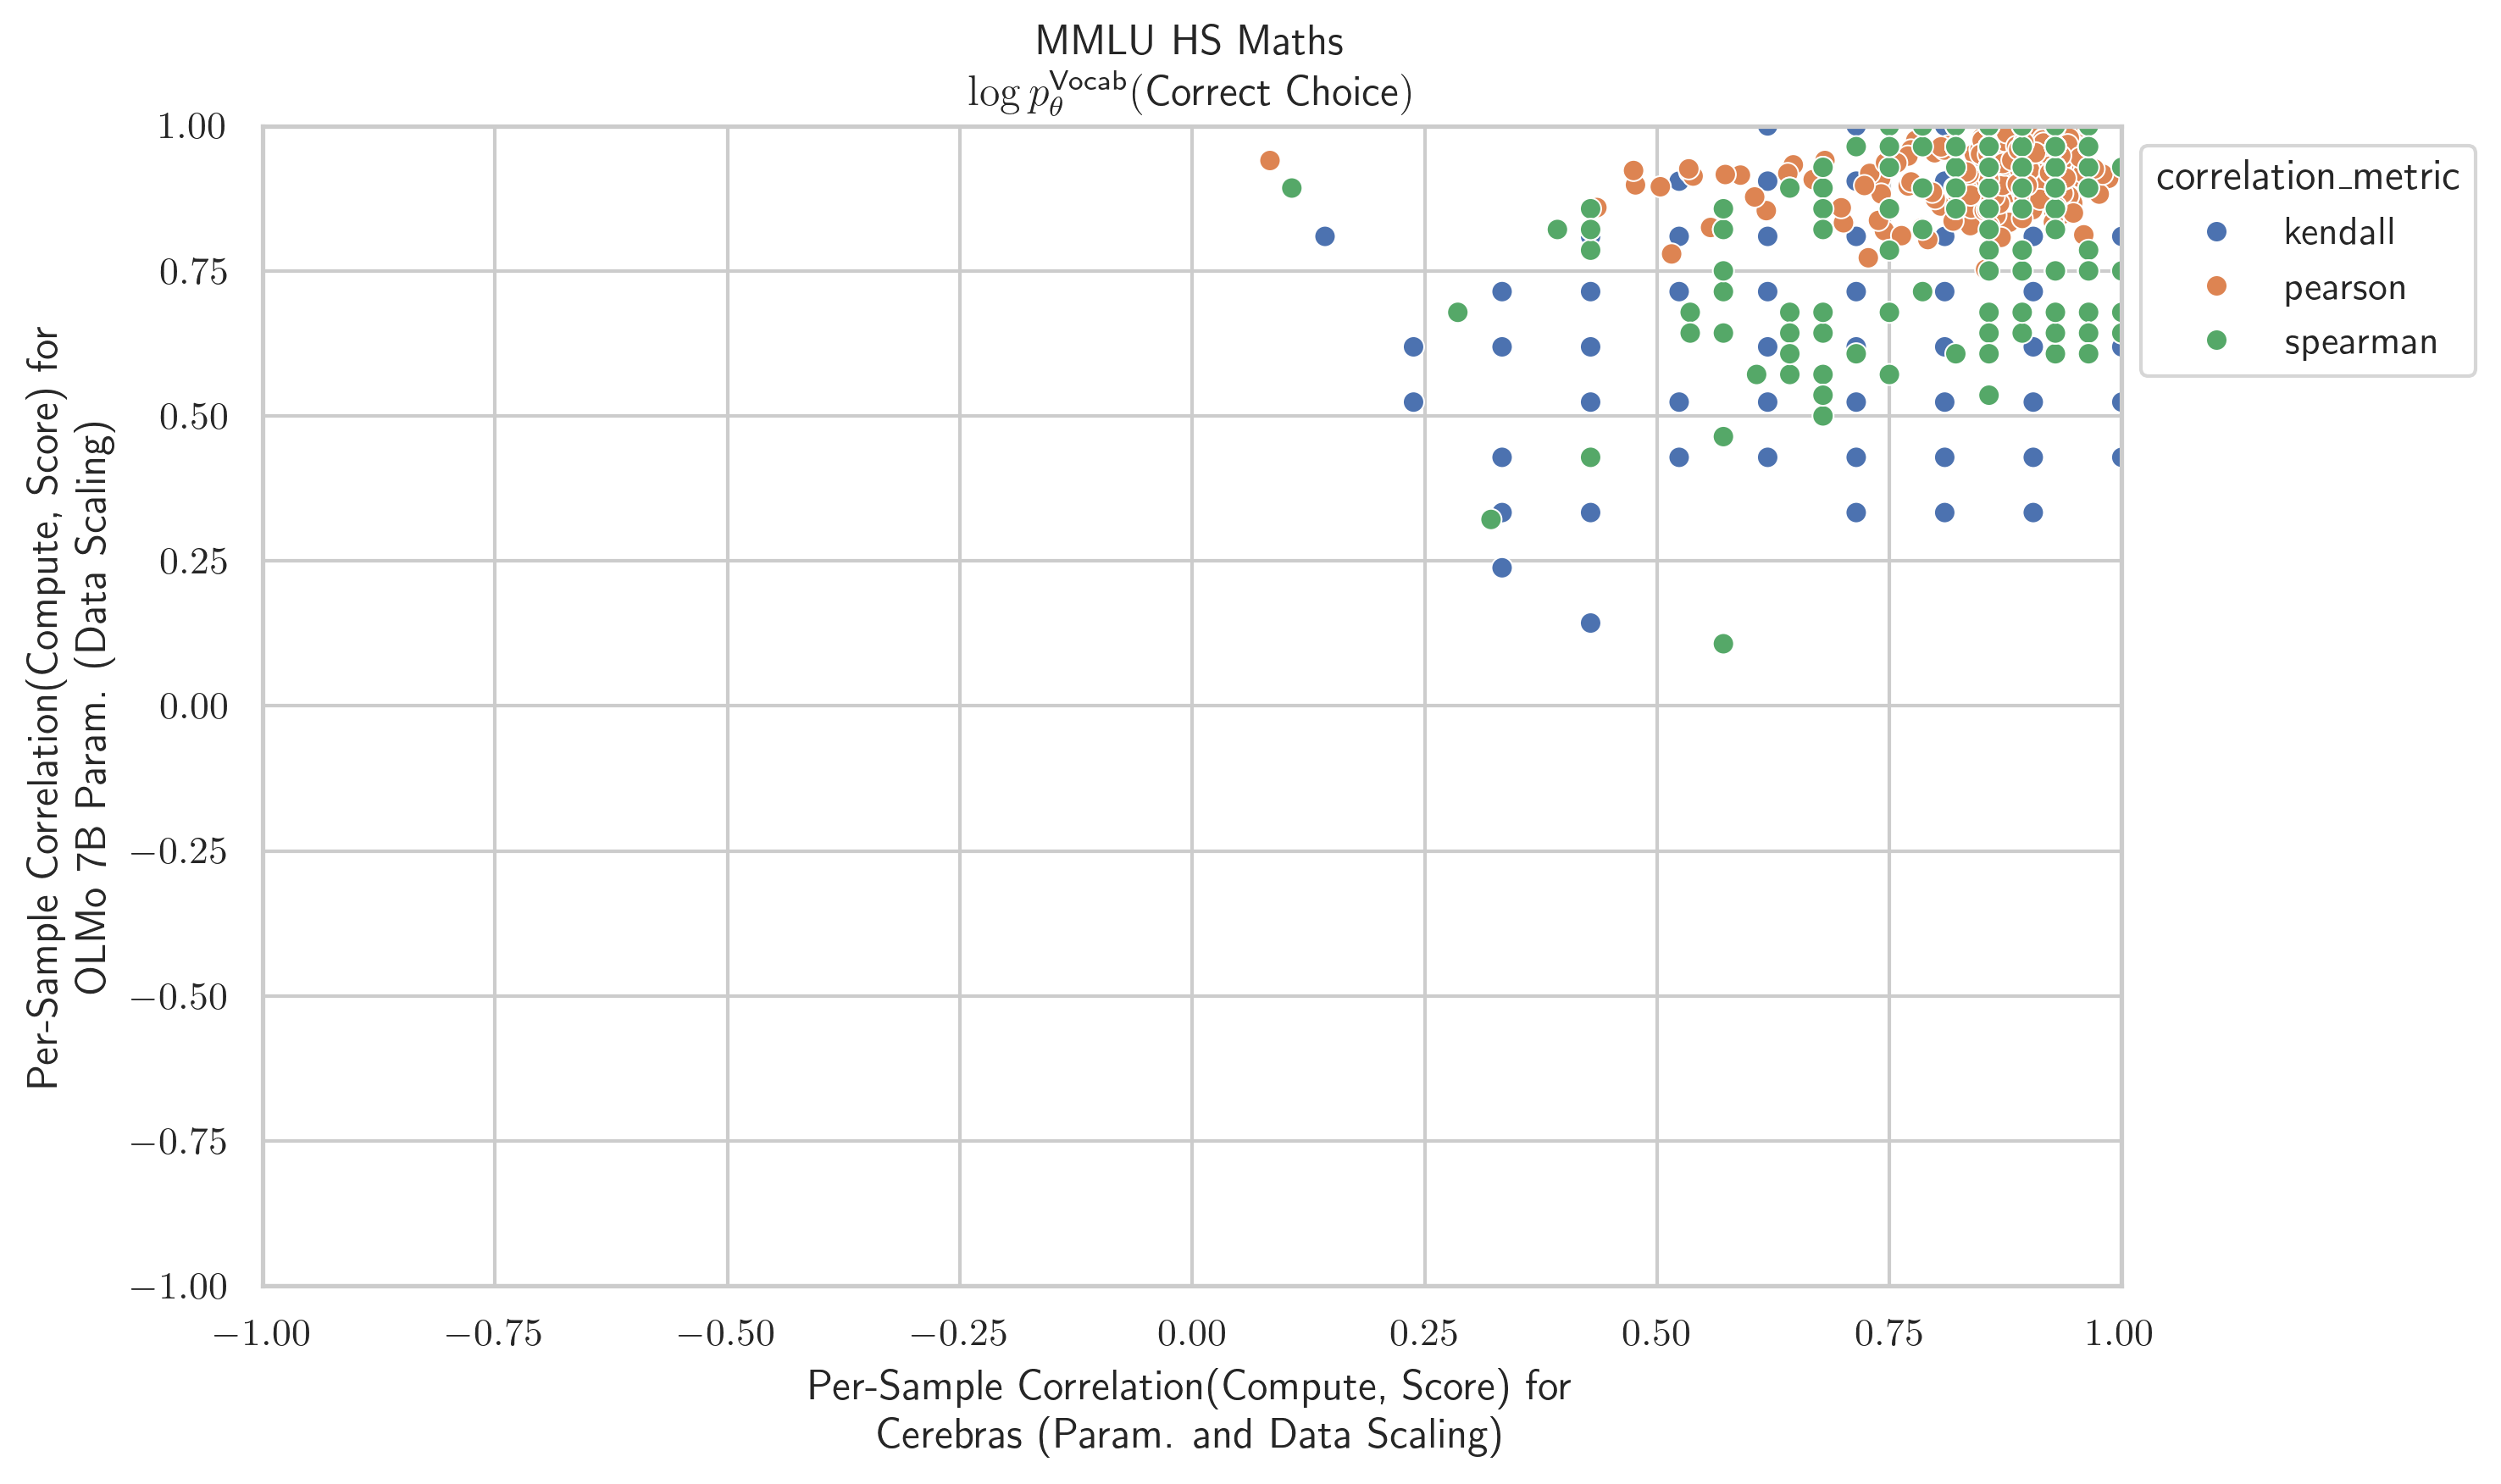 MMLU HS Maths
log p_θ^Vocab(Correct Choice)
1.00
0.75
0.50
0.25
0.00
−0.25
−0.50
−0.75
−1.00
Per-Sample Correlation(Compute, Score) for
OLMo 7B Param. (Data Scaling)
−1.00 −0.75 −0.50 −0.25 0.00 0.25 0.50 0.75 1.00
Per-Sample Correlation(Compute, Score) for
Cerebras (Param. and Data Scaling)
correlation_metric
kendall
pearson
spearman